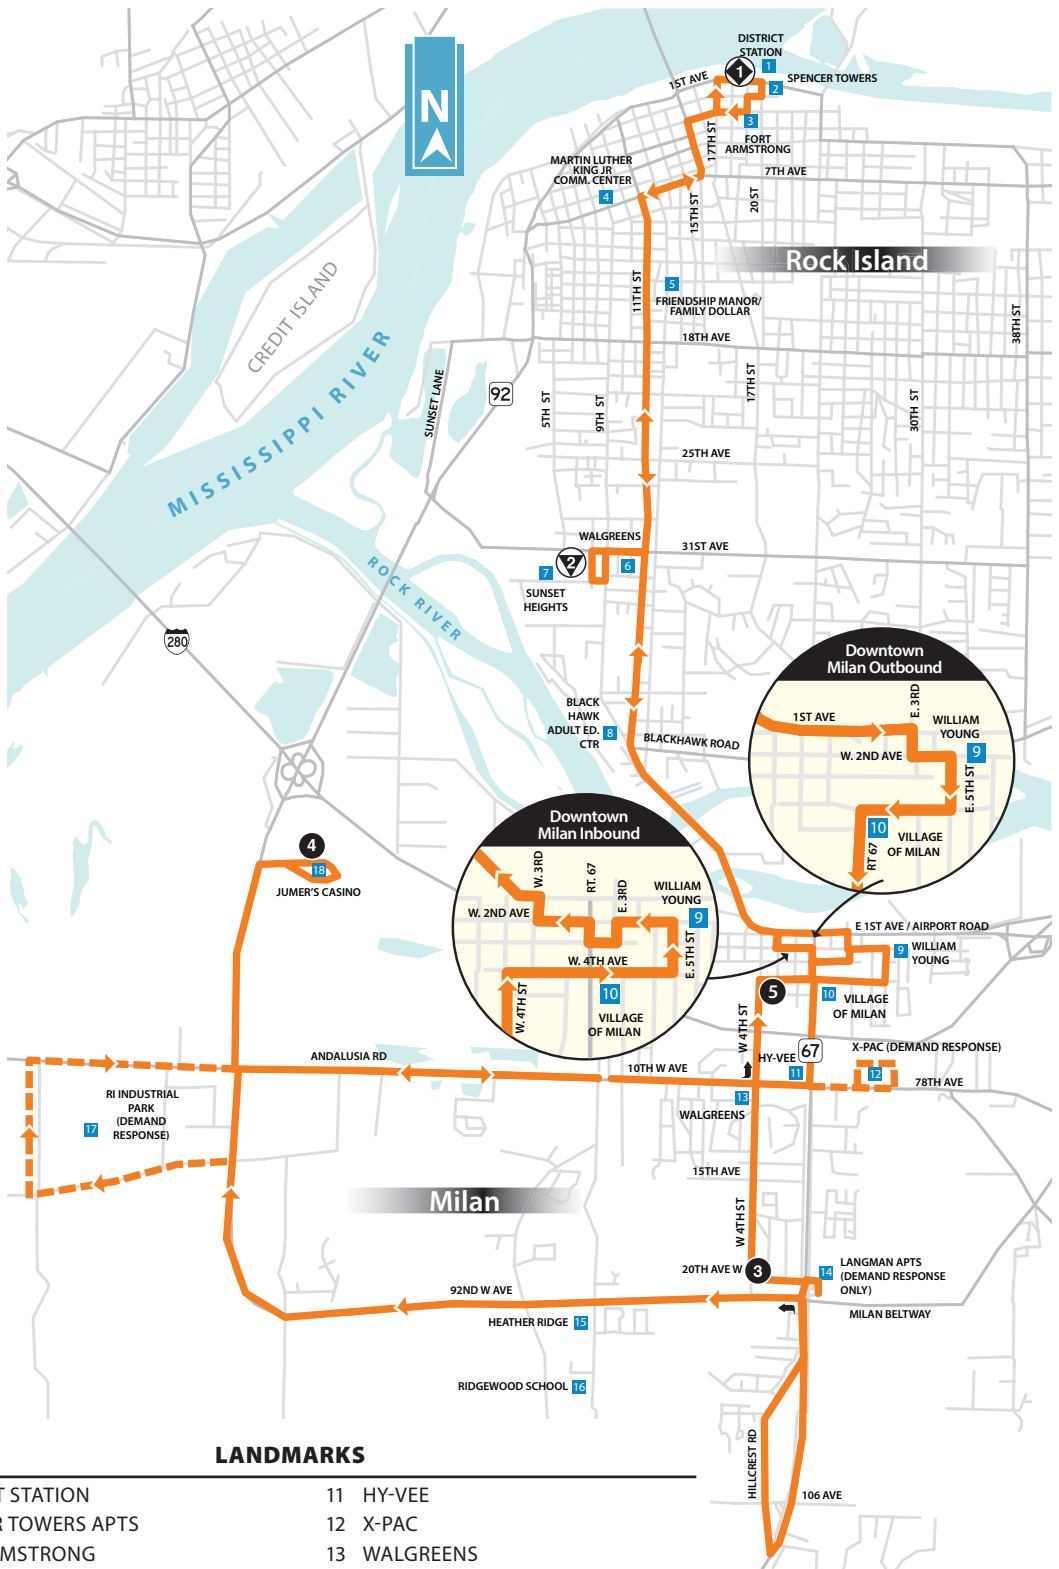 DISTRICT
STATION
1
1
SPENCER TOWERS
2
1ST AVE
N
3
FORT
ARMSTRONG
17TH ST
MARTIN LUTHER
KING JR
COMM. CENTER
4
7TH AVE
15TH ST
20 ST
Rock Island
CREDIT ISLAND
11TH ST
5
FRIENDSHIP MANOR/
FAMILY DOLLAR
38TH ST
18TH AVE
MISSISSIPPI RIVER
SUNSET LANE
92
5TH ST
9TH ST
17TH ST
30TH ST
25TH AVE
WALGREENS
31ST AVE
2
6
7
SUNSET
HEIGHTS
ROCK RIVER
280
Downtown
Milan Outbound
E. 3RD
1ST AVE
WILLIAM
YOUNG
9
W. 2ND AVE
E. 5TH ST
10
VILLAGE
OF MILAN
RT 67
BLACK
HAWK
ADULT ED.
CTR
8
BLACKHAWK ROAD
Downtown
Milan Inbound
W. 3RD
RT. 67
E. 3RD
WILLIAM
YOUNG
9
W. 2ND AVE
W. 4TH AVE
E. 5TH ST
10
W. 4TH ST
VILLAGE
OF MILAN
4
18
JUMER'S CASINO
E 1ST AVE / AIRPORT ROAD
9
WILLIAM
YOUNG
5
10
VILLAGE
OF MILAN
W 4TH ST
HY-VEE
67
11
X-PAC (DEMAND RESPONSE)
12
ANDALUSIA RD
10TH W AVE
78TH AVE
13
WALGREENS
RI INDUSTRIAL
PARK
(DEMAND
RESPONSE)
17
15TH AVE
Milan
W 4TH ST
20TH AVE W
3
14
LANGMAN APTS
(DEMAND RESPONSE
ONLY)
92ND W AVE
MILAN BELTWAY
HEATHER RIDGE
15
RIDGEWOOD SCHOOL
16
HILLCREST RD
106 AVE
LANDMARKS
T STATION
11 HY-VEE
R TOWERS APTS
12 X-PAC
MSTRONG
13 WALGREENS